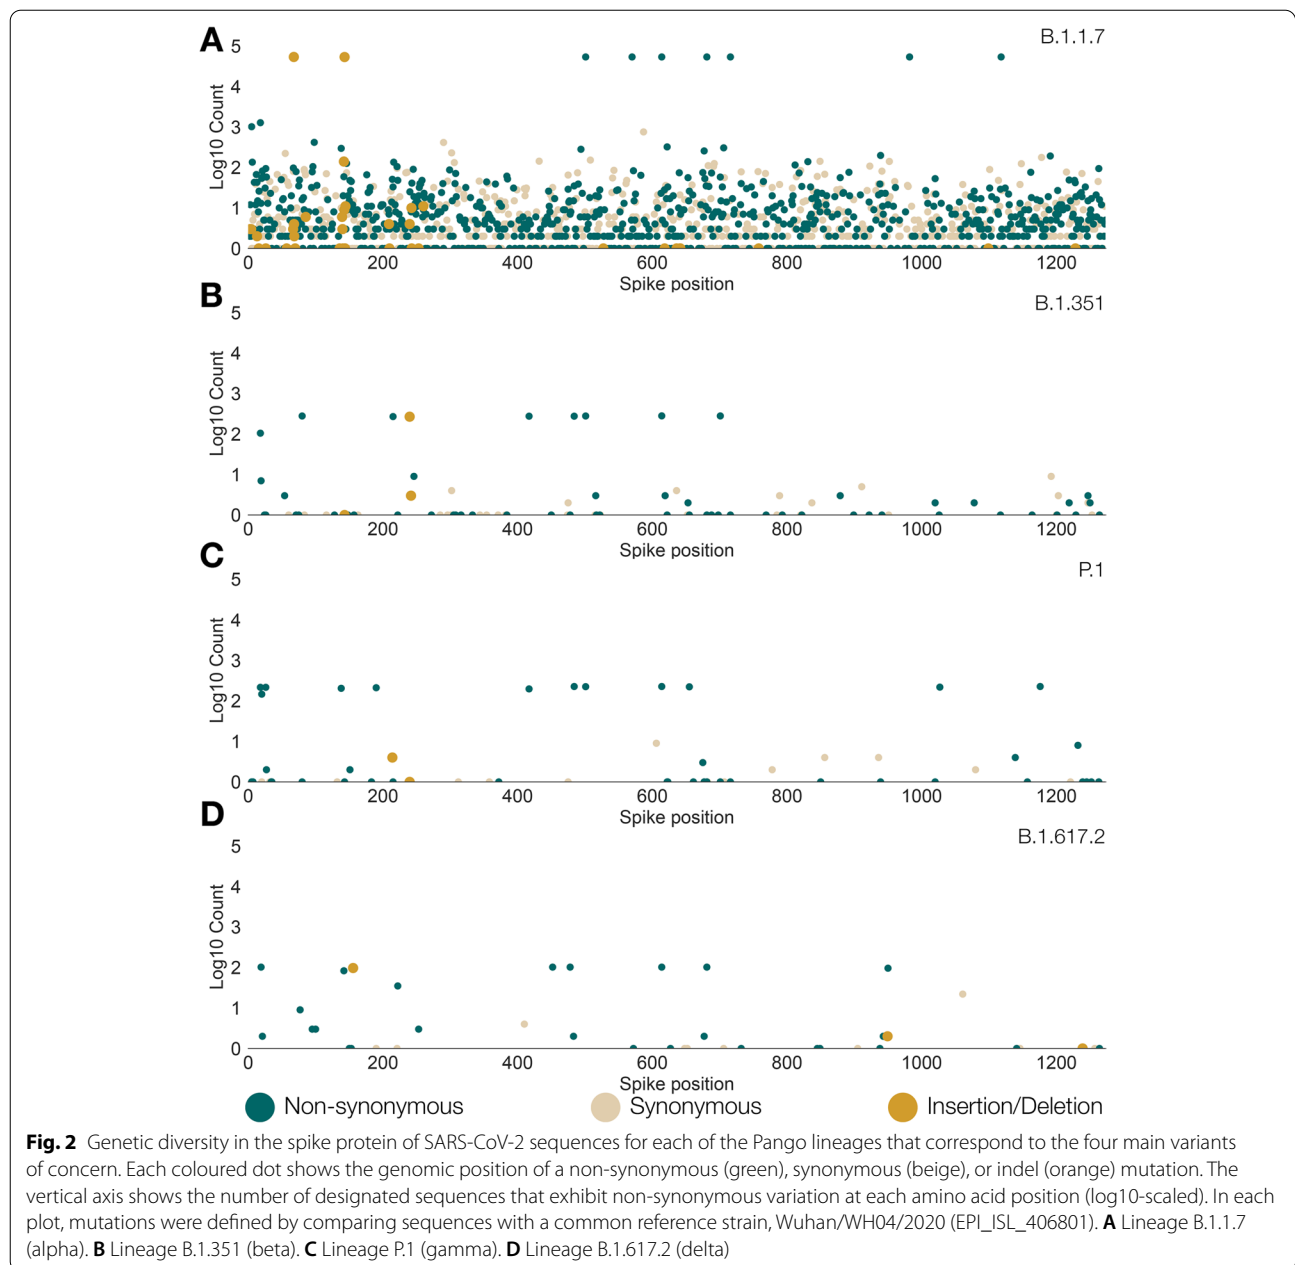 A
B.1.1.7
5
4
3
2
1
0
Log10 Count
0 200 400 600 800 1000 1200
Spike position
B
B.1.351
5
4
3
2
1
0
Log10 Count
0 200 400 600 800 1000 1200
Spike position
C
P.1
5
4
3
2
1
0
Log10 Count
0 200 400 600 800 1000 1200
Spike position
D
B.1.617.2
5
4
3
2
1
0
Log10 Count
0 200 400 600 800 1000 1200
Spike position
Non-synonymous Synonymous Insertion/Deletion
Fig. 2 Genetic diversity in the spike protein of SARS-CoV-2 sequences for each of the Pango lineages that correspond to the four main variants
of concern. Each coloured dot shows the genomic position of a non-synonymous (green), synonymous (beige), or indel (orange) mutation. The
vertical axis shows the number of designated sequences that exhibit non-synonymous variation at each amino acid position (log10-scaled). In each
plot, mutations were defined by comparing sequences with a common reference strain, Wuhan/WH04/2020 (EPI_ISL_406801). A Lineage B.1.1.7
(alpha). B Lineage B.1.351 (beta). C Lineage P.1 (gamma). D Lineage B.1.617.2 (delta)